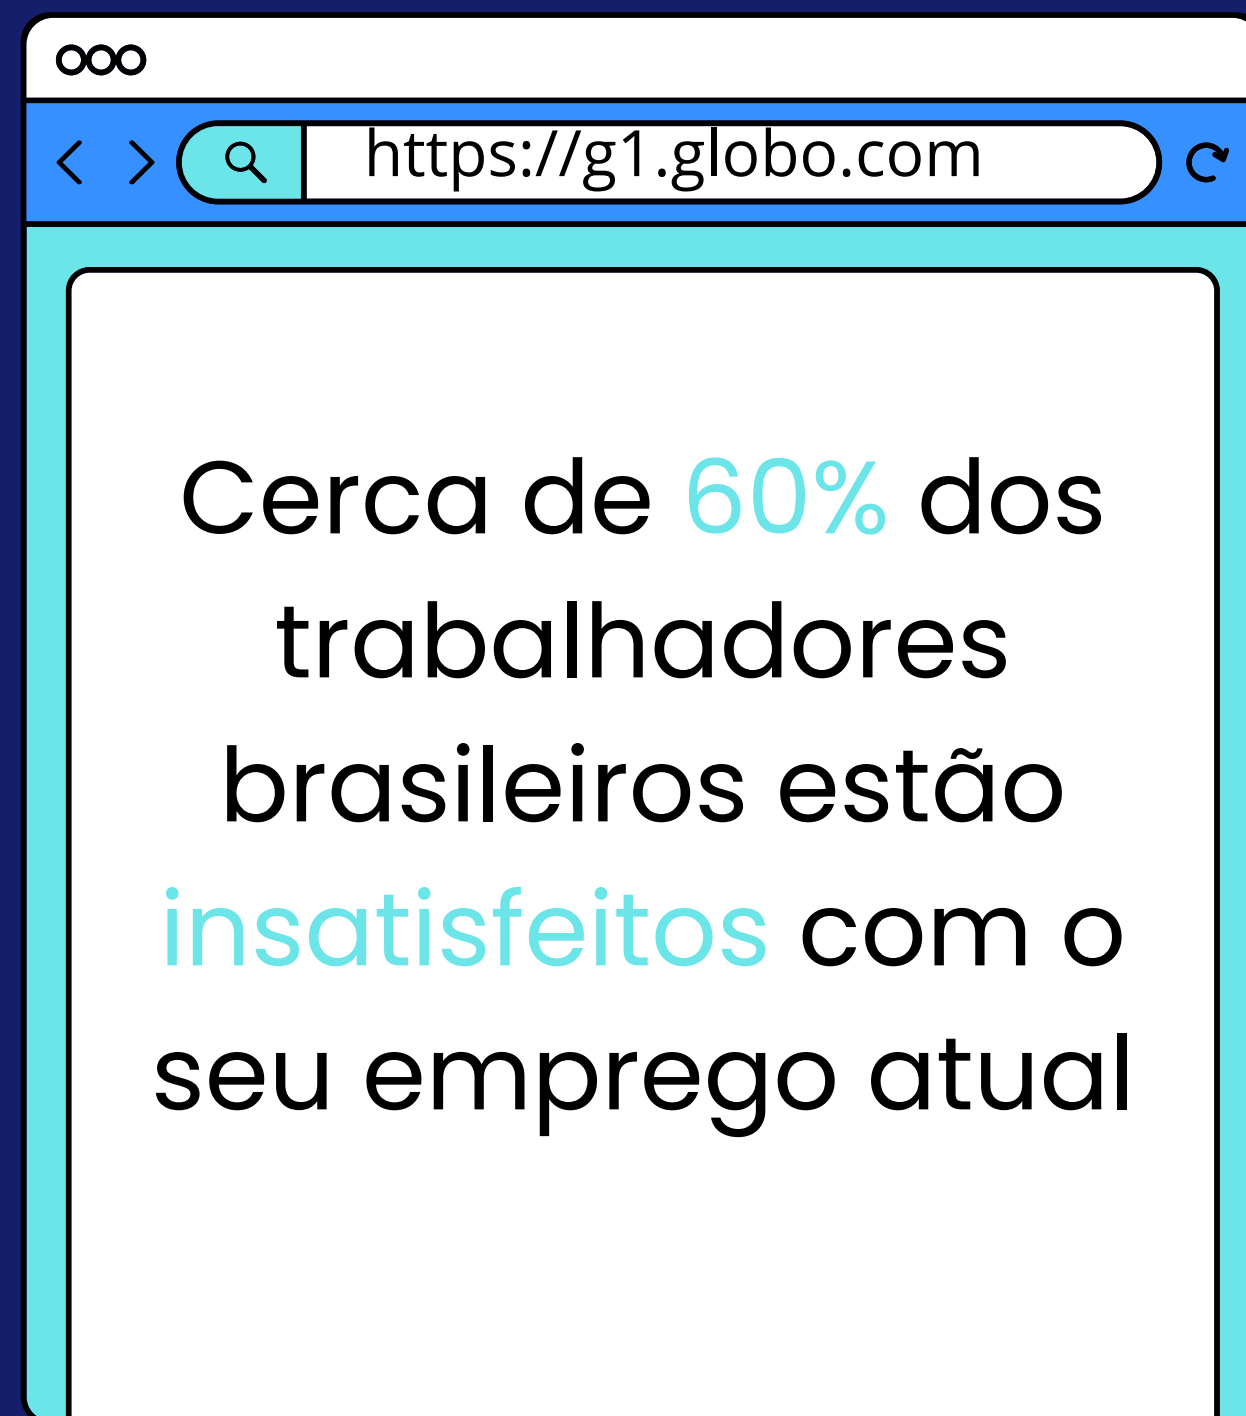 https://g1.globo.com
Cerca de 60% dos
trabalhadores
brasileiros estão
insatisfeitos com o
seu emprego atual